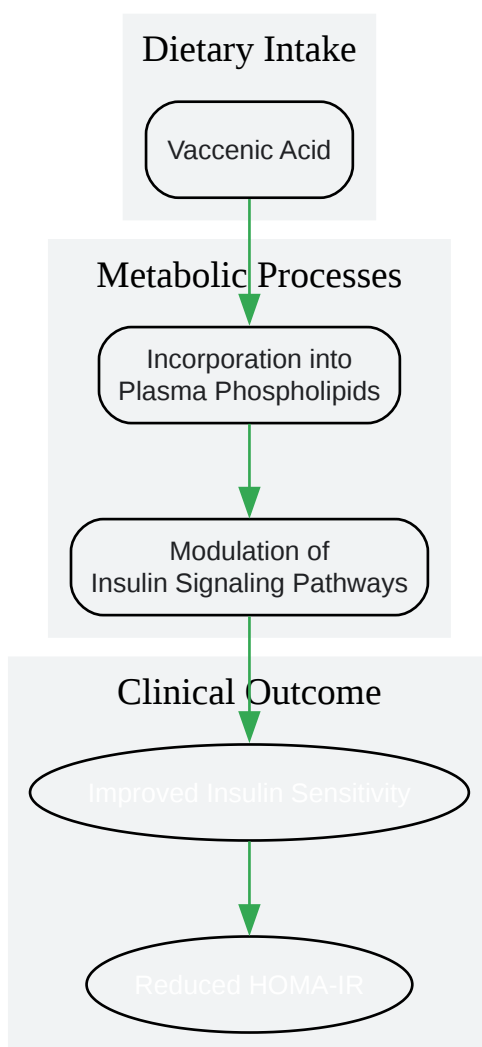 Dietary Intake
Vaccenic Acid
Metabolic Processes
Incorporation into
Plasma Phospholipids
Modulation of
Insulin Signaling Pathways
Clinical Outcome
Improved Insulin Sensitivity
Reduced HOMA-IR